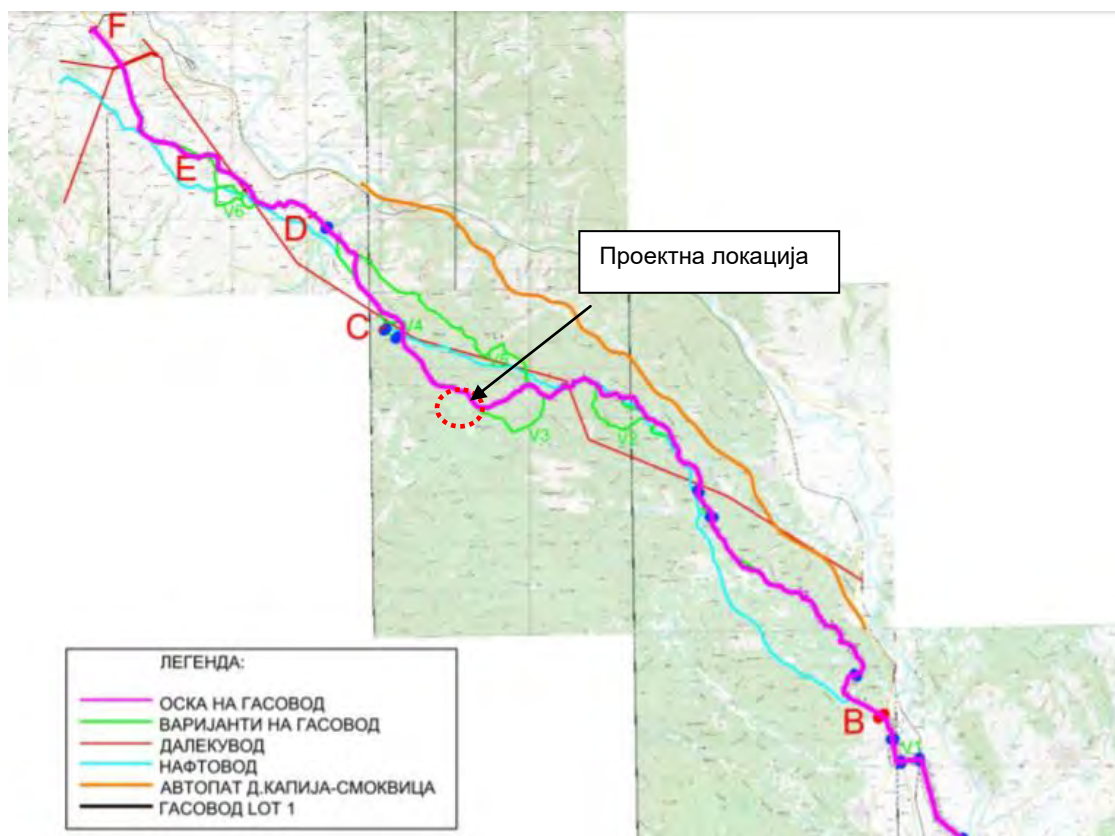 F
E
V6
D
Проектна локација
C
V4
V3
V2
B
V1
ЛЕГЕНДА:
ОСКА НА ГАСОВОД
ВАРИЈАНТИ НА ГАСОВОД
ДАЛЕКУВОД
НАФТОВОД
АВТОПАТ Д.КАПИЈА-СМОКВИЦА
ГАСОВОД LOT 1